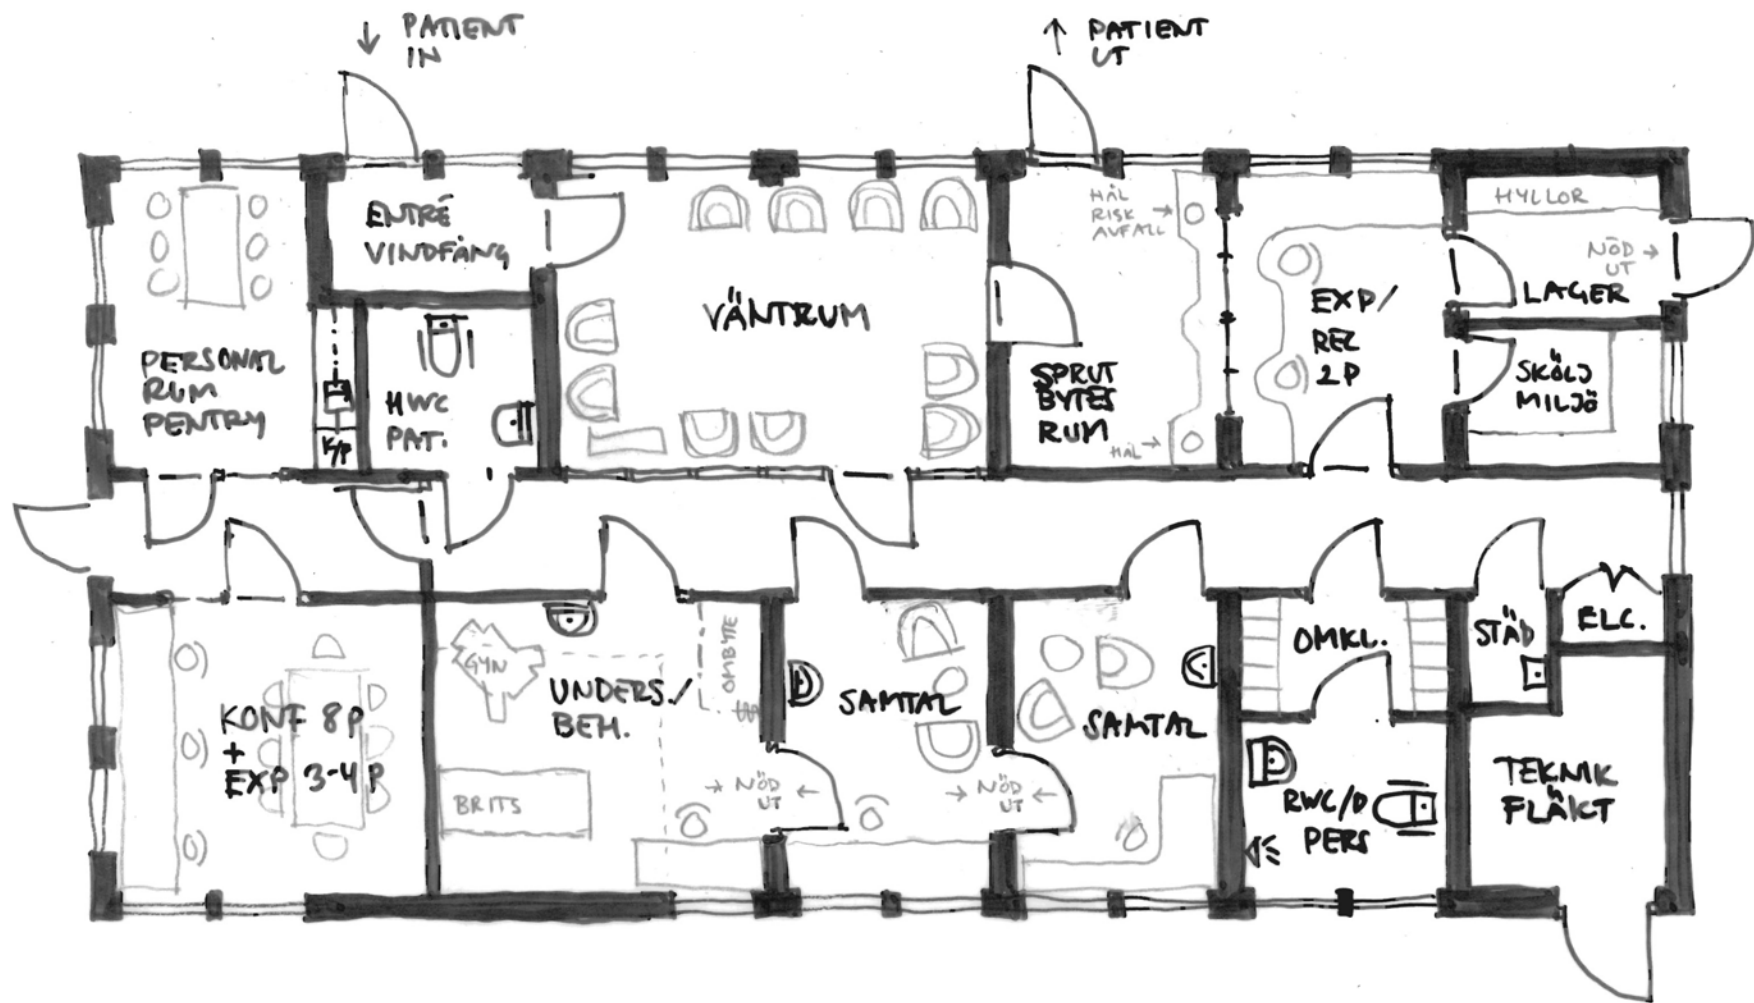 PATIENT
IN
PATIENT
UT
ENTRÉ
VINDFÅNG
HÅL
RISK
AVFALL
HYLLOR
NÖD
UT
LAGER
VÄNTRUM
EXP/
REC
2P
PERSONAL
RUM
PENTRY
HWC
PAT.
K/P
SPRUT
BYTES
RUM
HÅL
SKÖLJ
MILJÖ
GYN
OMBYTE
UNDERS./
BEH.
SAMTAL
SAMTAL
OMKL.
STÄD
ELC.
KONF 8P
+
EXP 3-4P
BRITS
NÖD
UT
NÖD
UT
RWC/D
PERS
TEKNIK
FLÄKT